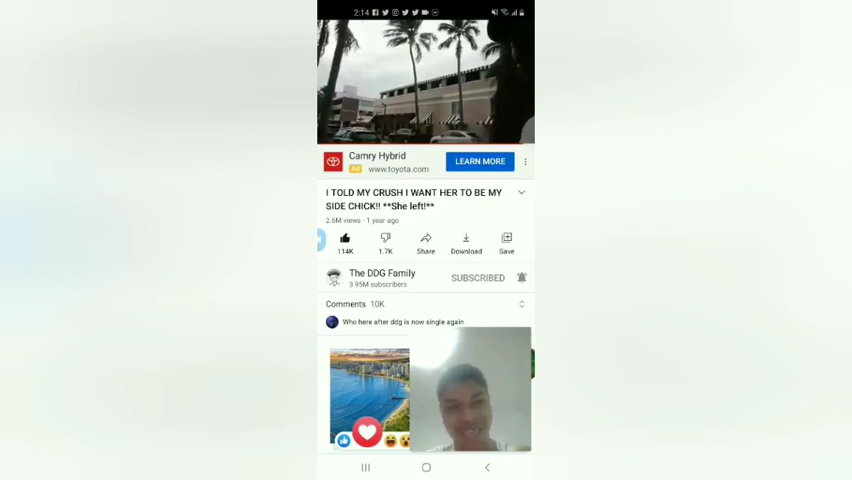 2:14
Camry Hybrid
Ad www.toyota.com
LEARN MORE
I TOLD MY CRUSH I WANT HER TO BE MY
SIDE CHICK!! **She left!**
2.6M views · 1 year ago
114K
1.7K
Share
Download
Save
The DDG Family
3.95M subscribers
SUBSCRIBED
Comments 10K
Who here after ddg is now single again